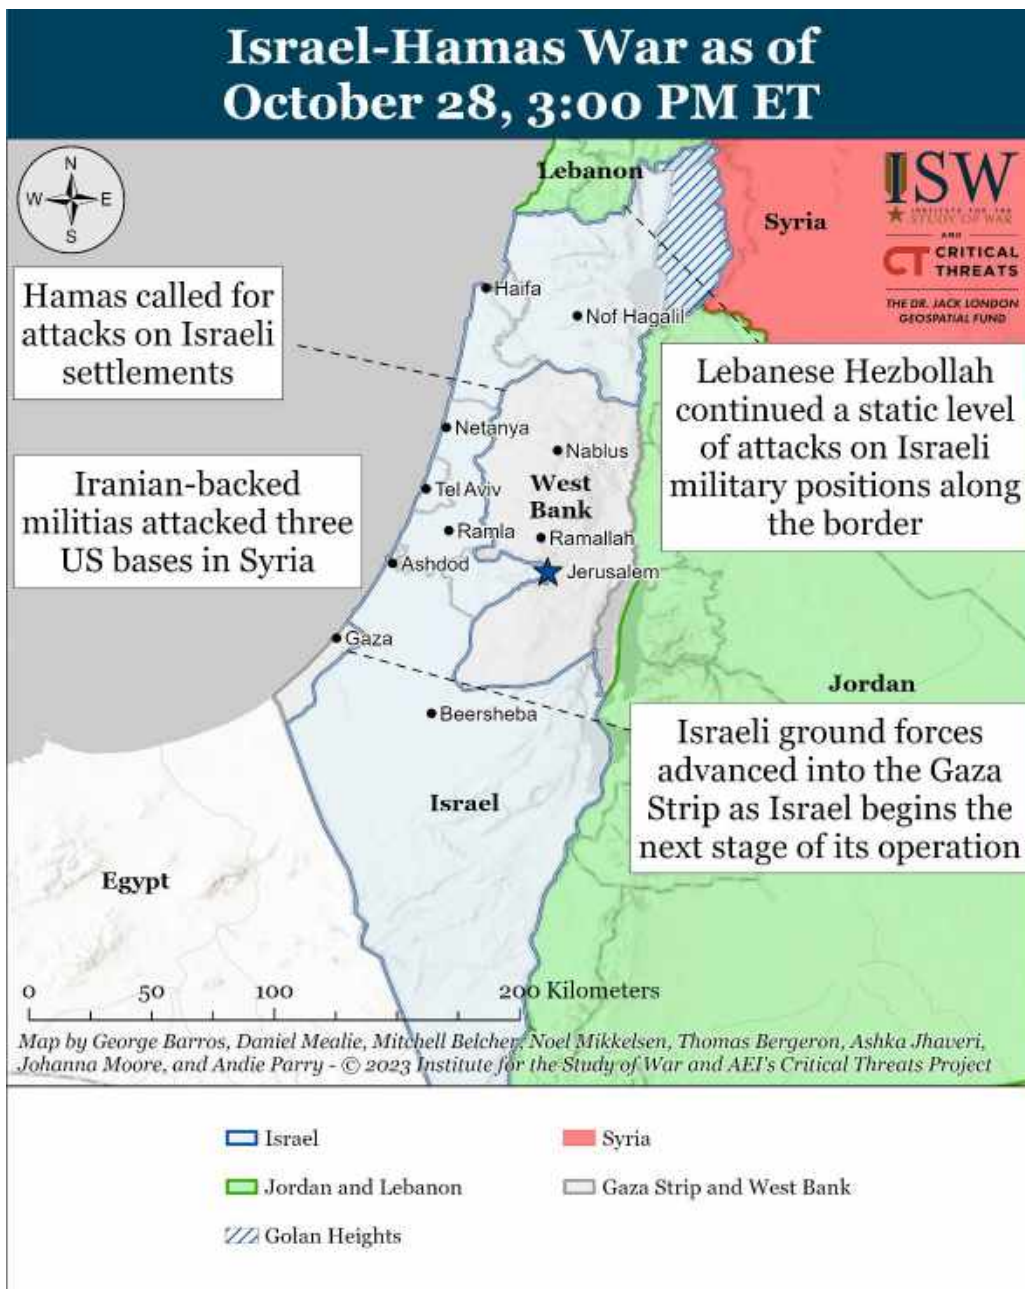 Israel-Hamas War as of
October 28, 3:00 PM ET
N
W
E
S
Lebanon
Syria
ISW
INSTITUTE FOR THE
STUDY OF WAR
AND
CT CRITICAL
THREATS
THE DR. JACK LONDON
GEOSPATIAL FUND
Hamas called for
attacks on Israeli
settlements
Haifa
Nof Hagalil
Lebanese Hezbollah
continued a static level
of attacks on Israeli
military positions along
the border
Netanya
Nablus
Iranian-backed
militias attacked three
US bases in Syria
Tel Aviv
West
Bank
Ramla
Ramallah
Ashdod
Jerusalem
Gaza
Jordan
Beersheba
Israeli ground forces
advanced into the Gaza
Strip as Israel begins the
next stage of its operation
Israel
Egypt
0 50 100 200 Kilometers
Map by George Barros, Daniel Mealie, Mitchell Belcher, Noel Mikkelsen, Thomas Bergeron, Ashka Jhaveri,
Johanna Moore, and Andie Parry - © 2023 Institute for the Study of War and AEI's Critical Threats Project
Israel
Syria
Jordan and Lebanon
Gaza Strip and West Bank
Golan Heights